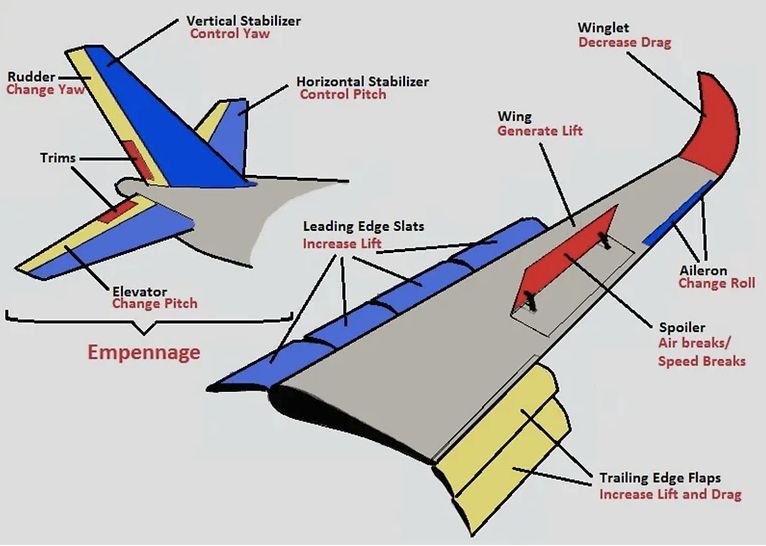 Vertical Stabilizer
Control Yaw
Rudder
Change Yaw
Horizontal Stabilizer
Control Pitch
Trims
Elevator
Change Pitch
Empennage
Winglet
Decrease Drag
Wing
Generate Lift
Leading Edge Slats
Increase Lift
Aileron
Change Roll
Spoiler
Air breaks/
Speed Breaks
Trailing Edge Flaps
Increase Lift and Drag